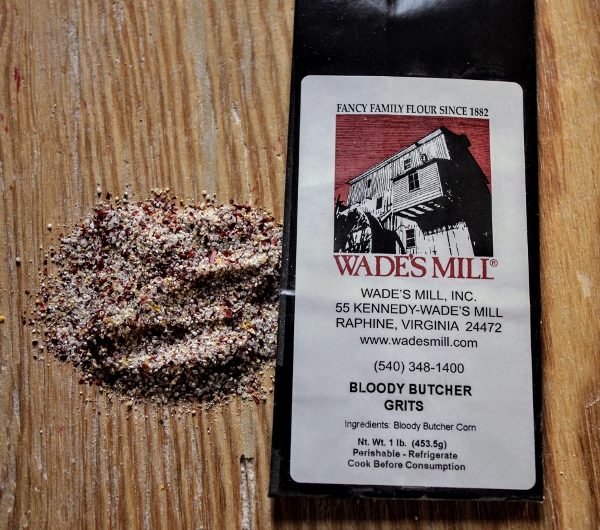 FANCY FAMILY FLOUR SINCE 1882
WADE'S MILL®
WADE'S MILL, INC.
55 KENNEDY-WADE'S MILL
RAPHINE, VIRGINIA 24472
www.wadesmill.com
(540) 348-1400
BLOODY BUTCHER
GRITS
Ingredients: Bloody Butcher Corn
Nt. Wt. 1 lb. (453.5g)
Perishable - Refrigerate
Cook Before Consumption